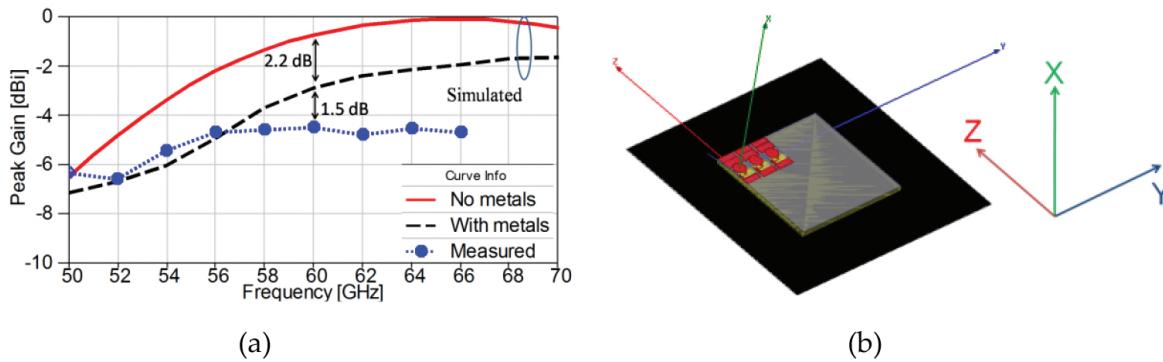 Peak Gain [dBi]
0
-2
-4
-6
-8
-10
2.2 dB
1.5 dB
Simulated
Curve Info
No metals
With metals
Measured
50 52 54 56 58 60 62 64 66 68 70
Frequency [GHz]
(a)
X
Y
Z
X
Z
Y
(b)